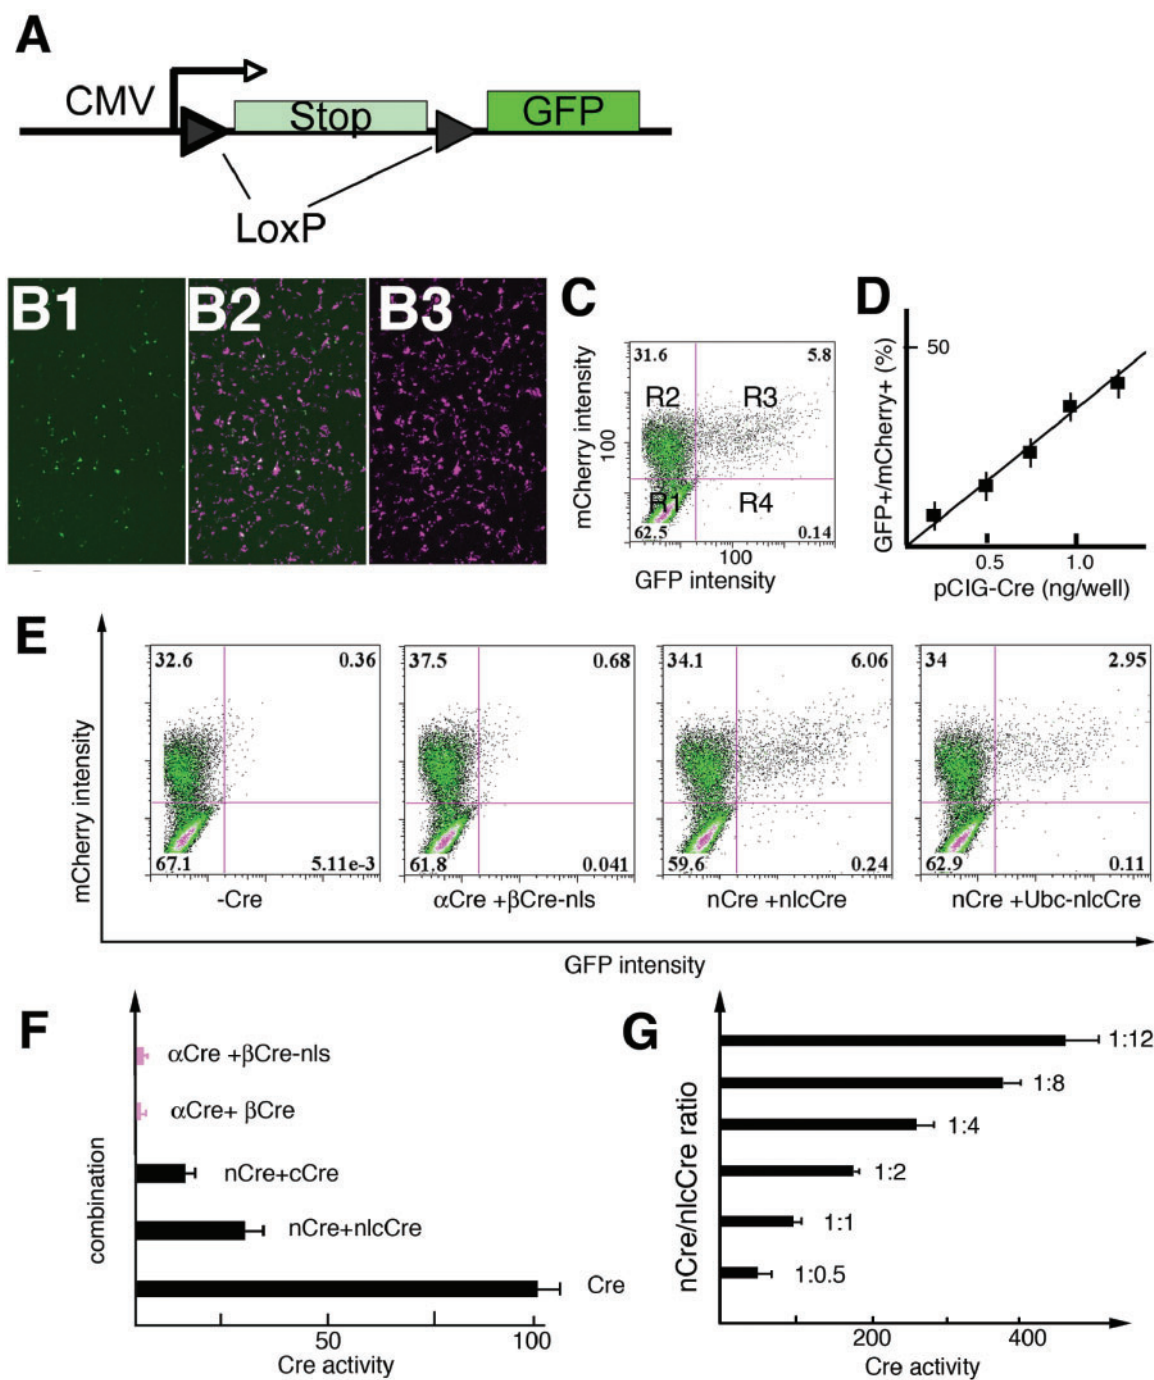 A
CMV
Stop
GFP
LoxP
B1
B2
B3
C
31.6
5.8
R2
R3
R1
R4
62.5
0.14
mCherry intensity
100
100
GFP intensity
D
50
GFP+/mCherry+ (%)
0.5
1.0
pCIG-Cre (ng/well)
E
mCherry intensity
32.6
0.36
67.1
5.11e-3
-Cre
37.5
0.68
61.8
0.041
αCre +βCre-nls
34.1
6.06
59.6
0.24
nCre +nlcCre
34
2.95
62.9
0.11
nCre +Ubc-nlcCre
GFP intensity
F
combination
αCre +βCre-nls
αCre+ βCre
nCre+cCre
nCre+nlcCre
Cre
50
100
Cre activity
G
nCre/nlcCre ratio
1:12
1:8
1:4
1:2
1:1
1:0.5
200
400
Cre activity